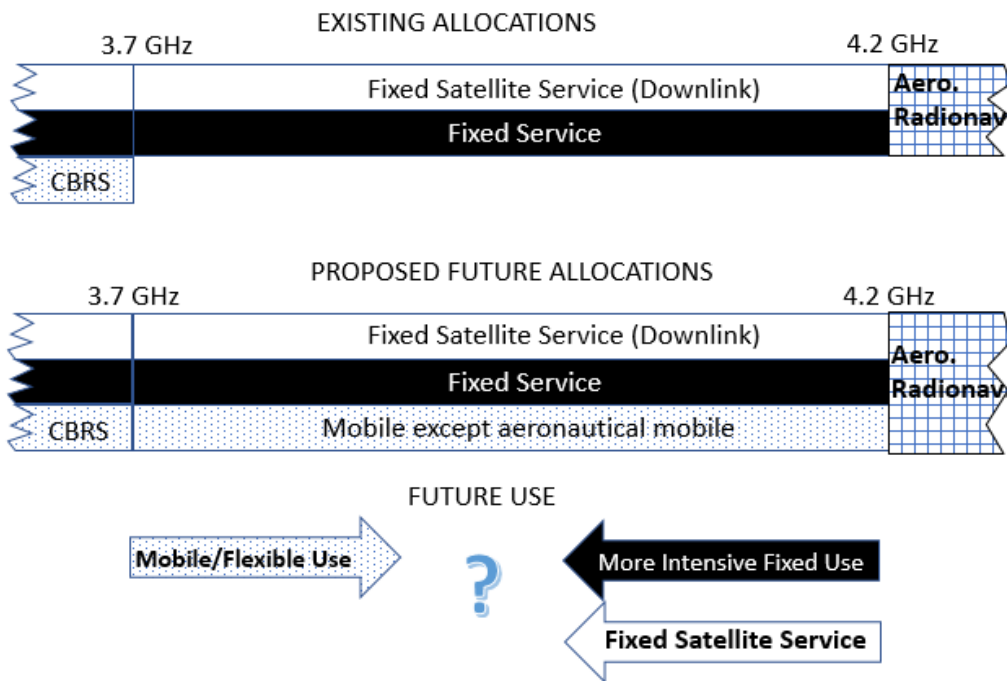 EXISTING ALLOCATIONS
3.7 GHz
4.2 GHz
Fixed Satellite Service (Downlink)
Aero.
Radionav
Fixed Service
CBRS
PROPOSED FUTURE ALLOCATIONS
3.7 GHz
4.2 GHz
Fixed Satellite Service (Downlink)
Aero.
Radionav
Fixed Service
CBRS
Mobile except aeronautical mobile
FUTURE USE
Mobile/Flexible Use
?
More Intensive Fixed Use
Fixed Satellite Service